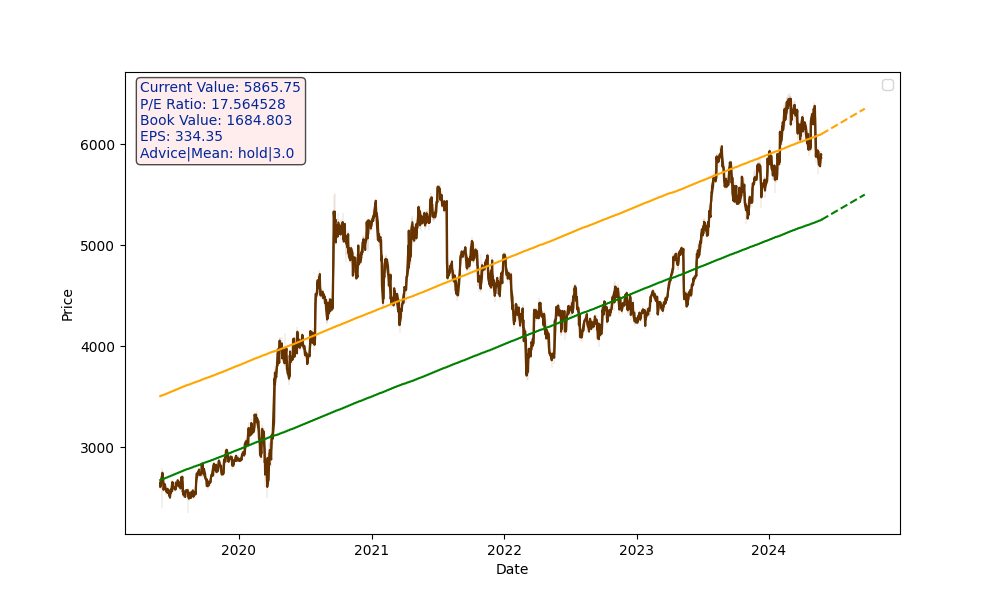 Current Value: 5865.75
P/E Ratio: 17.564528
Book Value: 1684.803
EPS: 334.35
Advice|Mean: hold|3.0
6000
5000
4000
3000
Price
2020 2021 2022 2023 2024
Date